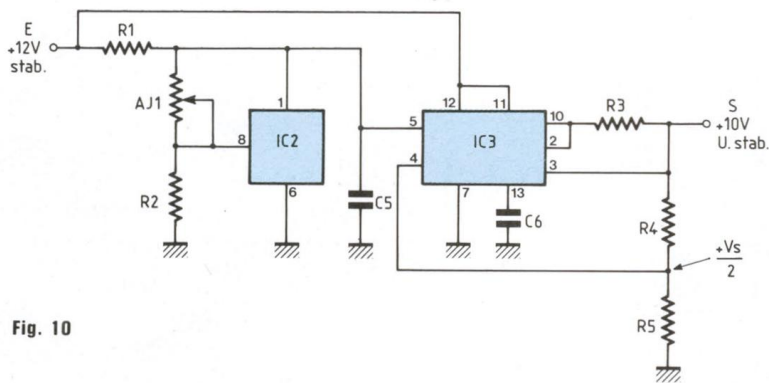 E
+12V
stab.
R1
AJ1
R2
1
8
IC2
6
C5
12
11
5
4
IC3
10
2
3
7
13
C6
R3
S
+10V
U. stab.
R4
+Vs
2
R5
Fig. 10